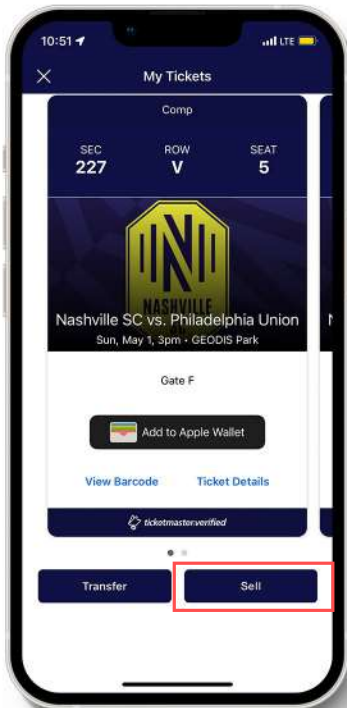 10:51
LTE
My Tickets
Comp
SEC ROW SEAT
227 V 5
N
NASHVILLE
SC
Nashville SC vs. Philadelphia Union
Sun, May 1, 3pm • GEODIS Park
Gate F
Add to Apple Wallet
View Barcode Ticket Details
ticketmaster.verified
Transfer Sell